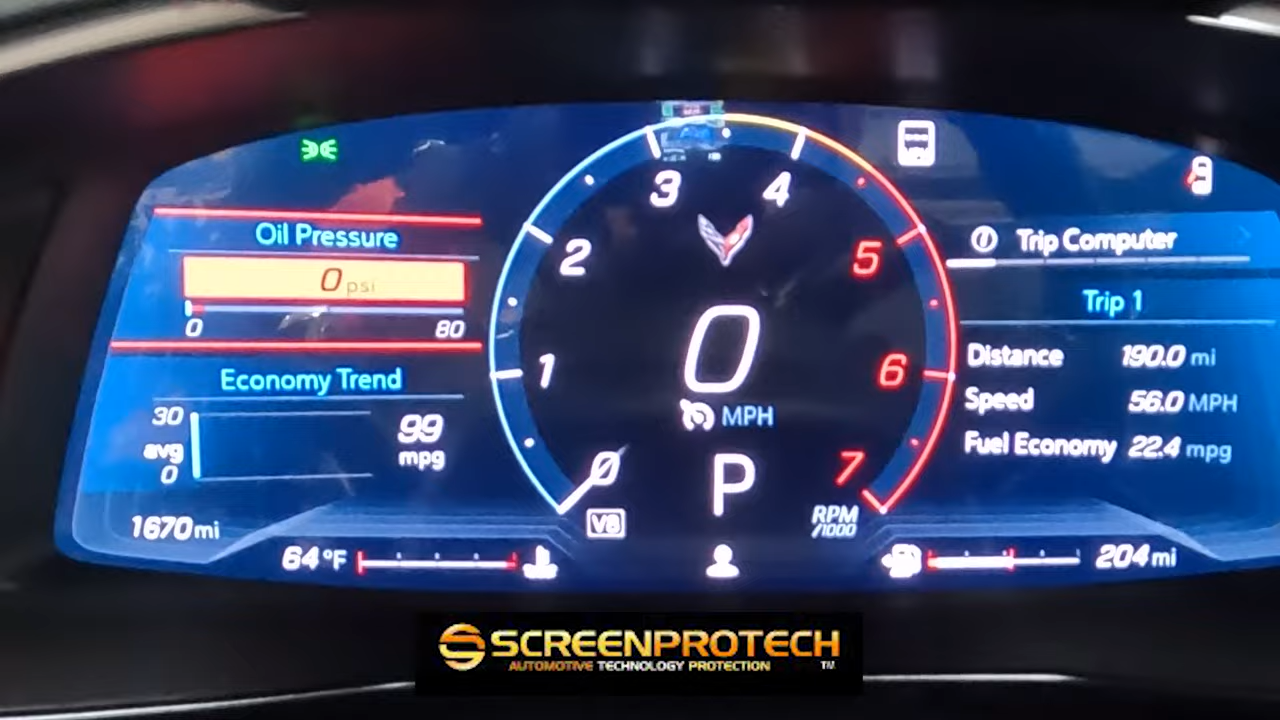 Oil Pressure
0 psi
0 80
Economy Trend
30
avg
0
99
mpg
1670 mi
64°F
0
1
2
3
4
5
6
7
0
MPH
P
V8
RPM
/1000
Trip Computer
Trip 1
Distance 190.0 mi
Speed 56.0 MPH
Fuel Economy 22.4 mpg
204 mi
SCREENPROTECH
AUTOMOTIVE TECHNOLOGY PROTECTION
TM